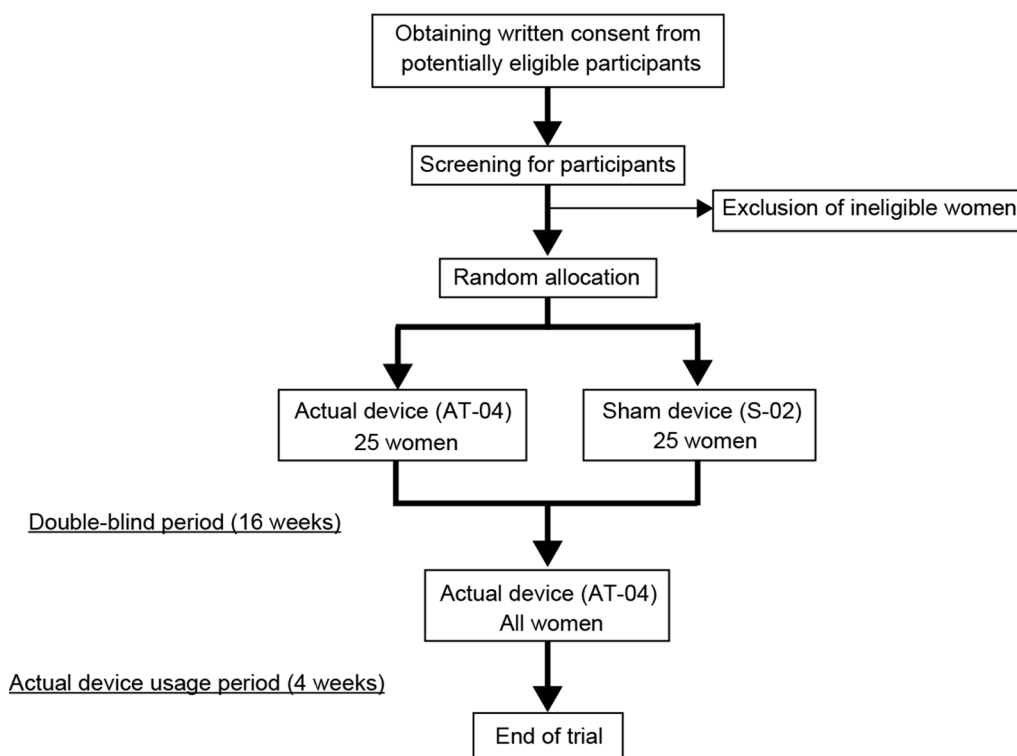 Obtaining written consent from
potentially eligible participants
Screening for participants
Exclusion of ineligible women
Random allocation
Actual device (AT-04)
25 women
Sham device (S-02)
25 women
Double-blind period (16 weeks)
Actual device (AT-04)
All women
Actual device usage period (4 weeks)
End of trial